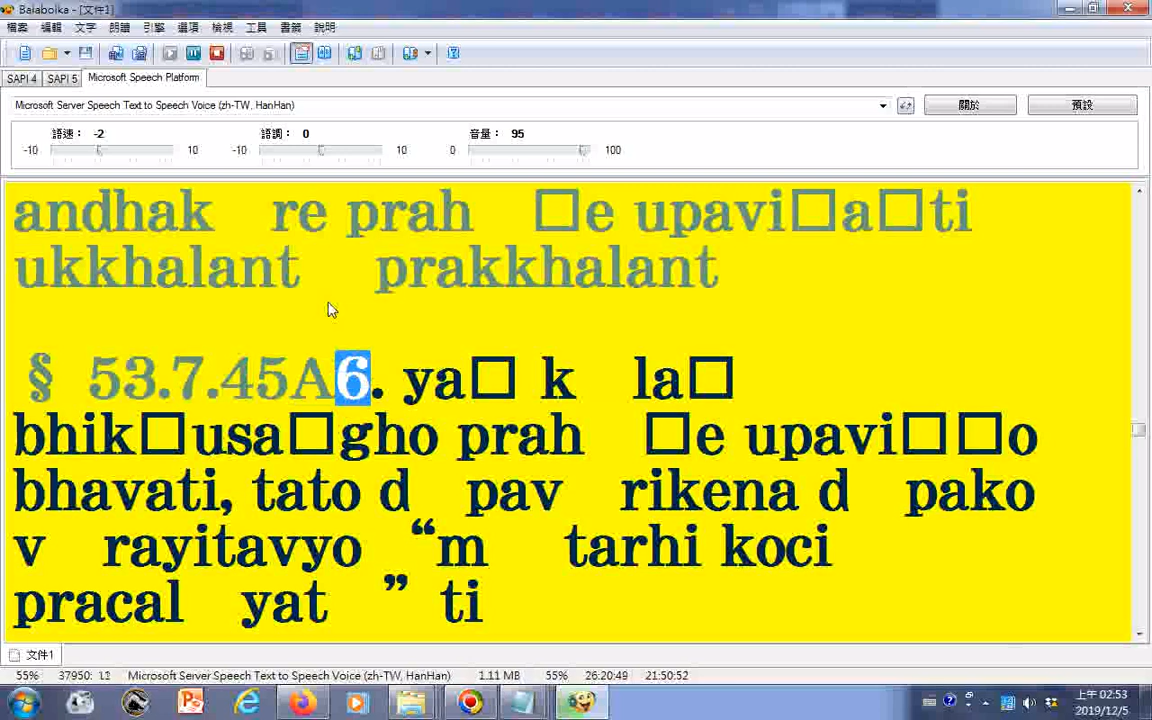 Balabolka - [文件1]
檔案 編輯 文字 朗讀 引擎 選項 檢視 工具 書籤 說明
SAPI 4 SAPI 5 Microsoft Speech Platform
Microsoft Server Speech Text to Speech Voice (zh-TW, HanHan) 關於 預設
語速: -2 語調: 0 音量: 95
-10 10 -10 10 0 100
andhak re prah □e upavi□a□ti
ukkhalant prakkhalant
§ 53.7.45A6. ya□ k la□
bhik□usa□gho prah □e upavi□□o
bhavati, tato d pav rikena d pako
v rayitavyo “m tarhi koci
pracal yat ” ti
文件1
55% 37950: 12 Microsoft Server Speech Text to Speech Voice (zh-TW, HanHan) 1.11 MB 55% 26:20:49 21:50:52
上午 02:53
2019/12/5